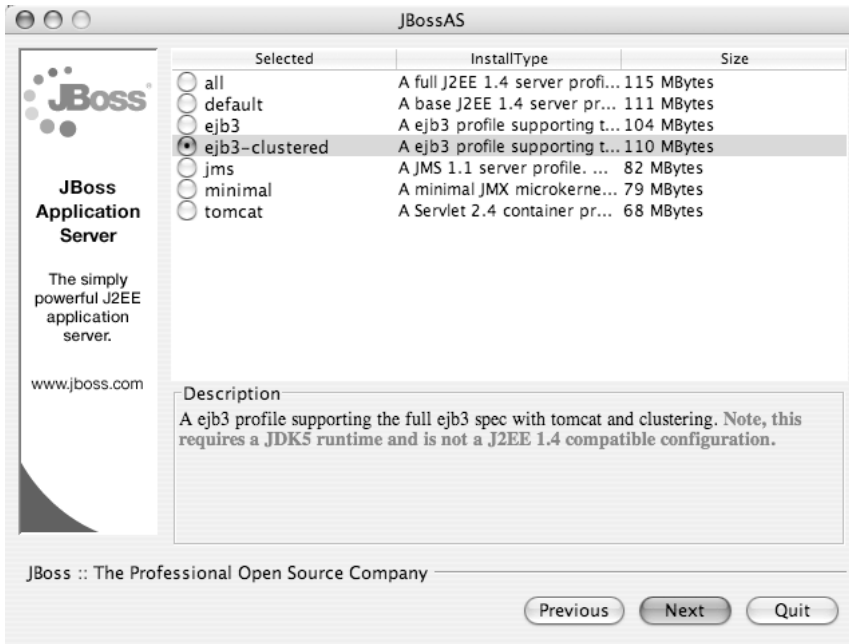 JBossAS
JBoss
JBoss
Application
Server
The simply
powerful J2EE
application
server.
www.jboss.com
Selected InstallType Size
all A full J2EE 1.4 server profi... 115 MBytes
default A base J2EE 1.4 server pr... 111 MBytes
ejb3 A ejb3 profile supporting t... 104 MBytes
ejb3-clustered A ejb3 profile supporting t... 110 MBytes
jms A JMS 1.1 server profile. ... 82 MBytes
minimal A minimal JMX microkerne... 79 MBytes
tomcat A Servlet 2.4 container pr... 68 MBytes
Description
A ejb3 profile supporting the full ejb3 spec with tomcat and clustering. Note, this
requires a JDK5 runtime and is not a J2EE 1.4 compatible configuration.
JBoss :: The Professional Open Source Company
Previous Next Quit